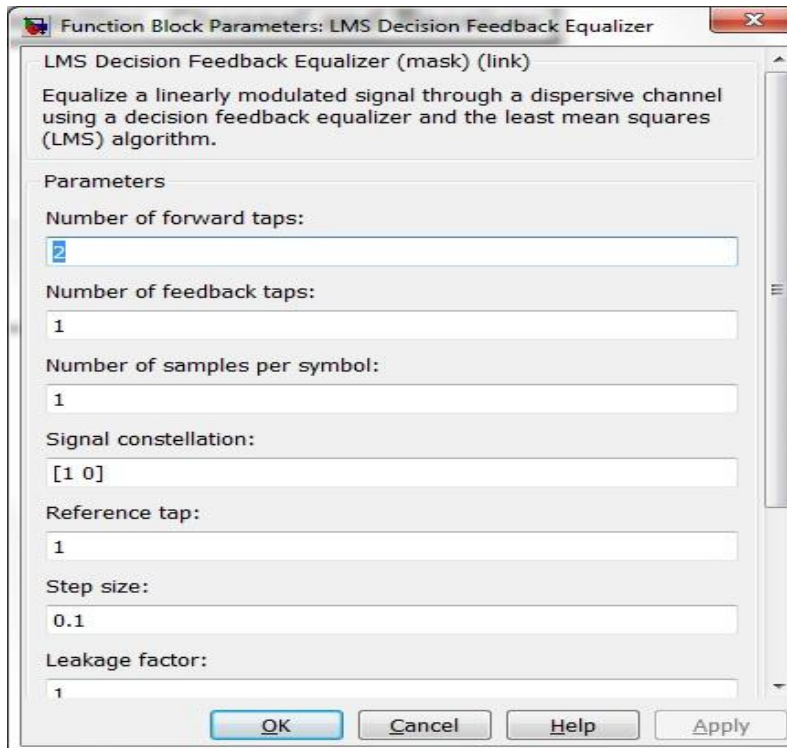 Function Block Parameters: LMS Decision Feedback Equalizer
LMS Decision Feedback Equalizer (mask) (link)
Equalize a linearly modulated signal through a dispersive channel
using a decision feedback equalizer and the least mean squares
(LMS) algorithm.
Parameters
Number of forward taps:
2
Number of feedback taps:
1
Number of samples per symbol:
1
Signal constellation:
[1 0]
Reference tap:
1
Step size:
0.1
Leakage factor:
1
OK Cancel Help Apply